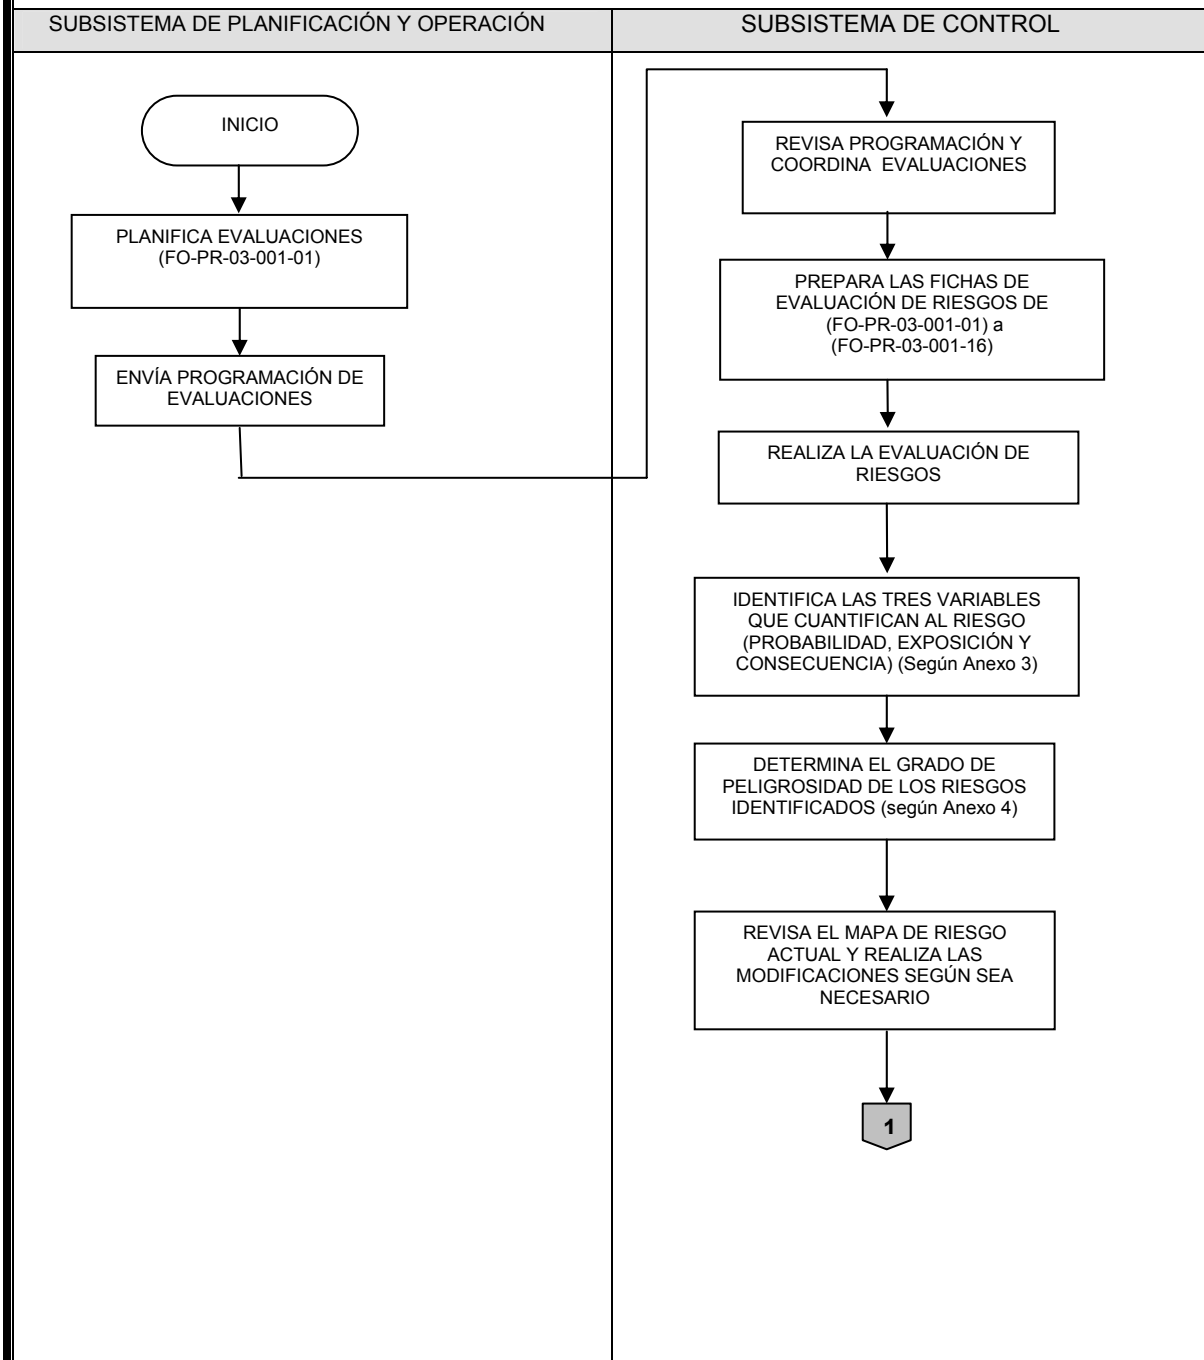 SUBSISTEMA DE PLANIFICACIÓN Y OPERACIÓN
SUBSISTEMA DE CONTROL
INICIO
PLANIFICA EVALUACIONES
(FO-PR-03-001-01)
ENVÍA PROGRAMACIÓN DE
EVALUACIONES
REVISA PROGRAMACIÓN Y
COORDINA EVALUACIONES
PREPARA LAS FICHAS DE
EVALUACIÓN DE RIESGOS DE
(FO-PR-03-001-01) a
(FO-PR-03-001-16)
REALIZA LA EVALUACIÓN DE
RIESGOS
IDENTIFICA LAS TRES VARIABLES
QUE CUANTIFICAN AL RIESGO
(PROBABILIDAD, EXPOSICIÓN Y
CONSECUENCIA) (Según Anexo 3)
DETERMINA EL GRADO DE
PELIGROSIDAD DE LOS RIESGOS
IDENTIFICADOS (según Anexo 4)
REVISA EL MAPA DE RIESGO
ACTUAL Y REALIZA LAS
MODIFICACIONES SEGÚN SEA
NECESARIO
1